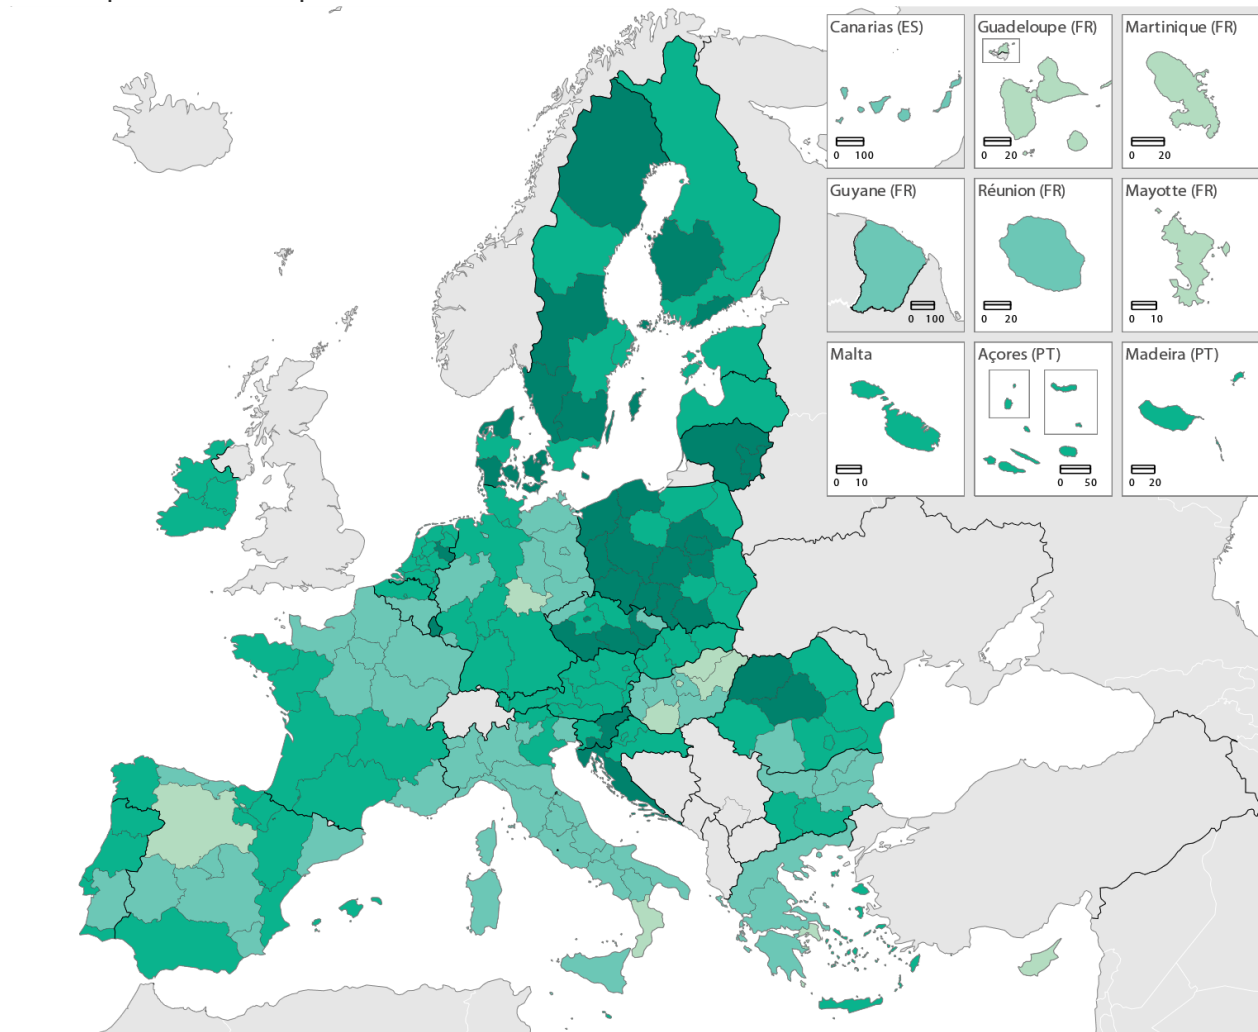 Canarias (ES)
0 100
Guadeloupe (FR)
0 20
Martinique (FR)
0 20
Guyane (FR)
0 100
Réunion (FR)
0 20
Mayotte (FR)
0 10
Malta
0 10
Açores (PT)
0 50
Madeira (PT)
0 20